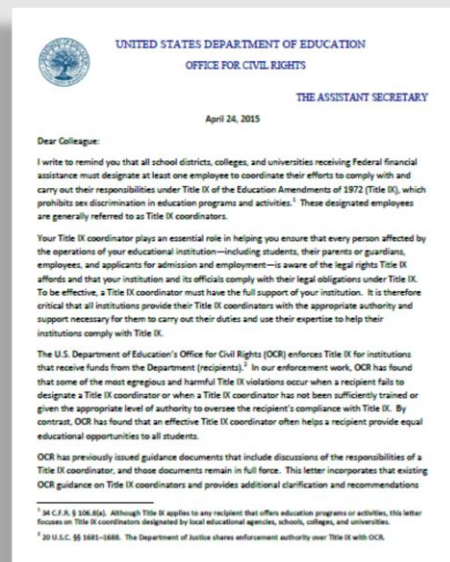 UNITED STATES DEPARTMENT OF EDUCATION
OFFICE FOR CIVIL RIGHTS
THE ASSISTANT SECRETARY
April 24, 2015
Dear Colleague:
I write to remind you that all school districts, colleges, and universities receiving Federal financial
assistance must designate at least one employee to coordinate their efforts to comply with and
carry out their responsibilities under Title IX of the Education Amendments of 1972 (Title IX), which
prohibits sex discrimination in education programs and activities.¹ These designated employees
are generally referred to as Title IX coordinators.
Your Title IX coordinator plays an essential role in helping you ensure that every person affected by
the operations of your educational institution—including students, their parents or guardians,
employees, and applicants for admission and employment—is aware of the legal rights Title IX
affords and that your institution and its officials comply with their legal obligations under Title IX.
To be effective, a Title IX coordinator must have the full support of your institution. It is therefore
critical that all institutions provide their Title IX coordinators with the appropriate authority and
support necessary for them to carry out their duties and use their expertise to help their
institutions comply with Title IX.
The U.S. Department of Education's Office for Civil Rights (OCR) enforces Title IX for institutions
that receive funds from the Department (recipients).² In our enforcement work, OCR has found
that some of the most egregious and harmful Title IX violations occur when a recipient fails to
designate a Title IX coordinator or when a Title IX coordinator has not been sufficiently trained or
given the appropriate level of authority to oversee the recipient's compliance with Title IX. By
contrast, OCR has found that an effective Title IX coordinator often helps a recipient provide equal
educational opportunities to all students.
OCR has previously issued guidance documents that include discussions of the responsibilities of a
Title IX coordinator, and those documents remain in full force. This letter incorporates that existing
OCR guidance on Title IX coordinators and provides additional clarification and recommendations
¹ 34 C.F.R. § 106.8(a). Although Title IX applies to any recipient that offers education programs or activities, this letter
focuses on Title IX coordinators designated by local educational agencies, schools, colleges, and universities.
² 20 U.S.C. §§ 1681–1688. The Department of Justice shares enforcement authority over Title IX with OCR.